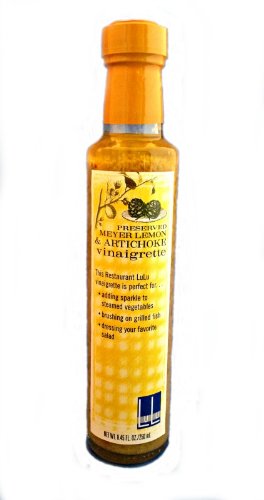 PRESERVED
MEYER LEMON
& ARTICHOKE
vinaigrette
This Restaurant LuLu
vinaigrette is perfect for...
• adding sparkle to
steamed vegetables
• brushing on grilled fish
• dressing your favorite
salad
LULU
NET WT. 8.45 FL. OZ./250 mL